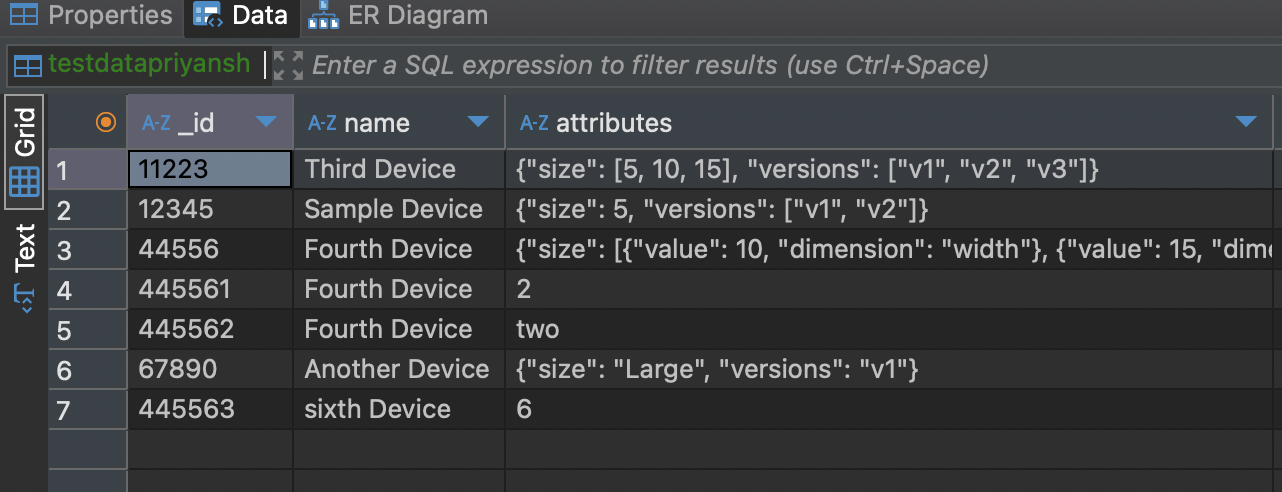 Properties Data ER Diagram
testdatapriyansh Enter a SQL expression to filter results (use Ctrl+Space)
Grid
Text
A-Z _id A-Z name A-Z attributes
1 11223 Third Device {"size": [5, 10, 15], "versions": ["v1", "v2", "v3"]}
2 12345 Sample Device {"size": 5, "versions": ["v1", "v2"]}
3 44556 Fourth Device {"size": [{"value": 10, "dimension": "width"}, {"value": 15, "dime
4 445561 Fourth Device 2
5 445562 Fourth Device two
6 67890 Another Device {"size": "Large", "versions": "v1"}
7 445563 sixth Device 6